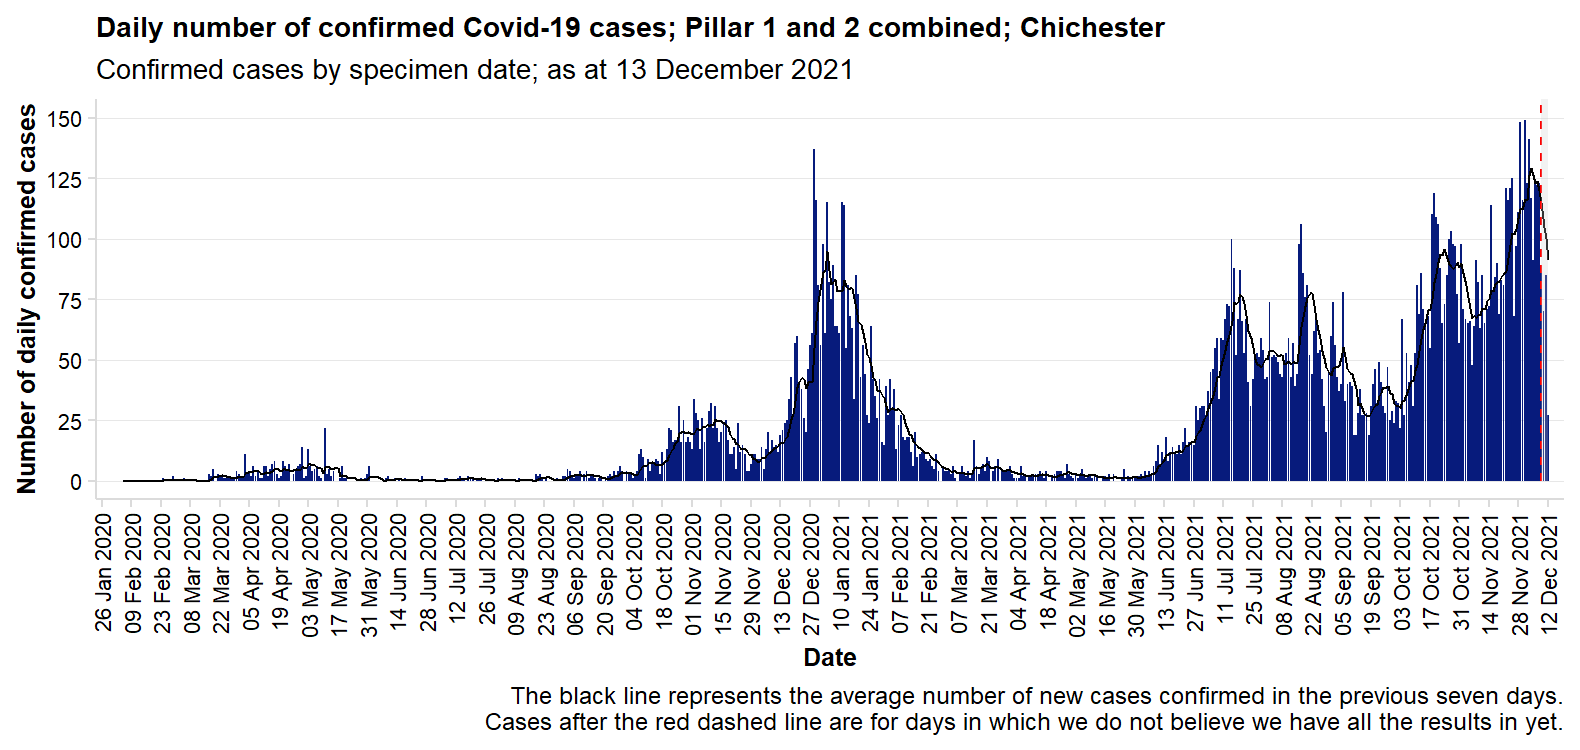 Daily number of confirmed Covid-19 cases; Pillar 1 and 2 combined; Chichester
Confirmed cases by specimen date; as at 13 December 2021
Number of daily confirmed cases
150
125
100
75
50
25
0
26 Jan 2020
09 Feb 2020
23 Feb 2020
08 Mar 2020
22 Mar 2020
05 Apr 2020
19 Apr 2020
03 May 2020
17 May 2020
31 May 2020
14 Jun 2020
28 Jun 2020
12 Jul 2020
26 Jul 2020
09 Aug 2020
23 Aug 2020
06 Sep 2020
20 Sep 2020
04 Oct 2020
18 Oct 2020
01 Nov 2020
15 Nov 2020
29 Nov 2020
13 Dec 2020
27 Dec 2020
10 Jan 2021
24 Jan 2021
07 Feb 2021
21 Feb 2021
07 Mar 2021
21 Mar 2021
04 Apr 2021
18 Apr 2021
02 May 2021
16 May 2021
30 May 2021
13 Jun 2021
27 Jun 2021
11 Jul 2021
25 Jul 2021
08 Aug 2021
22 Aug 2021
05 Sep 2021
19 Sep 2021
03 Oct 2021
17 Oct 2021
31 Oct 2021
14 Nov 2021
28 Nov 2021
12 Dec 2021
Date
The black line represents the average number of new cases confirmed in the previous seven days.
Cases after the red dashed line are for days in which we do not believe we have all the results in yet.